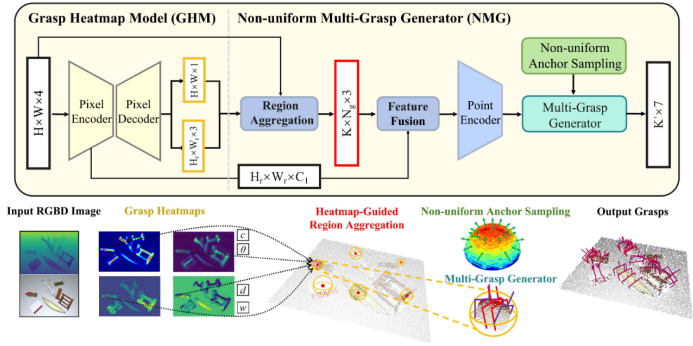 Grasp Heatmap Model (GHM)
Non-uniform Multi-Grasp Generator (NMG)
H×W×4
Pixel
Encoder
Pixel
Decoder
H×W×1
Hᵣ×Wᵣ×3
Region
Aggregation
K×N_g×3
Feature
Fusion
Point
Encoder
Non-uniform
Anchor Sampling
Multi-Grasp
Generator
K'×7
Hᵣ×Wᵣ×C₁
Input RGBD Image
Grasp Heatmaps
Heatmap-Guided
Region Aggregation
Non-uniform Anchor Sampling
Output Grasps
c
θ
d
w
Multi-Grasp Generator